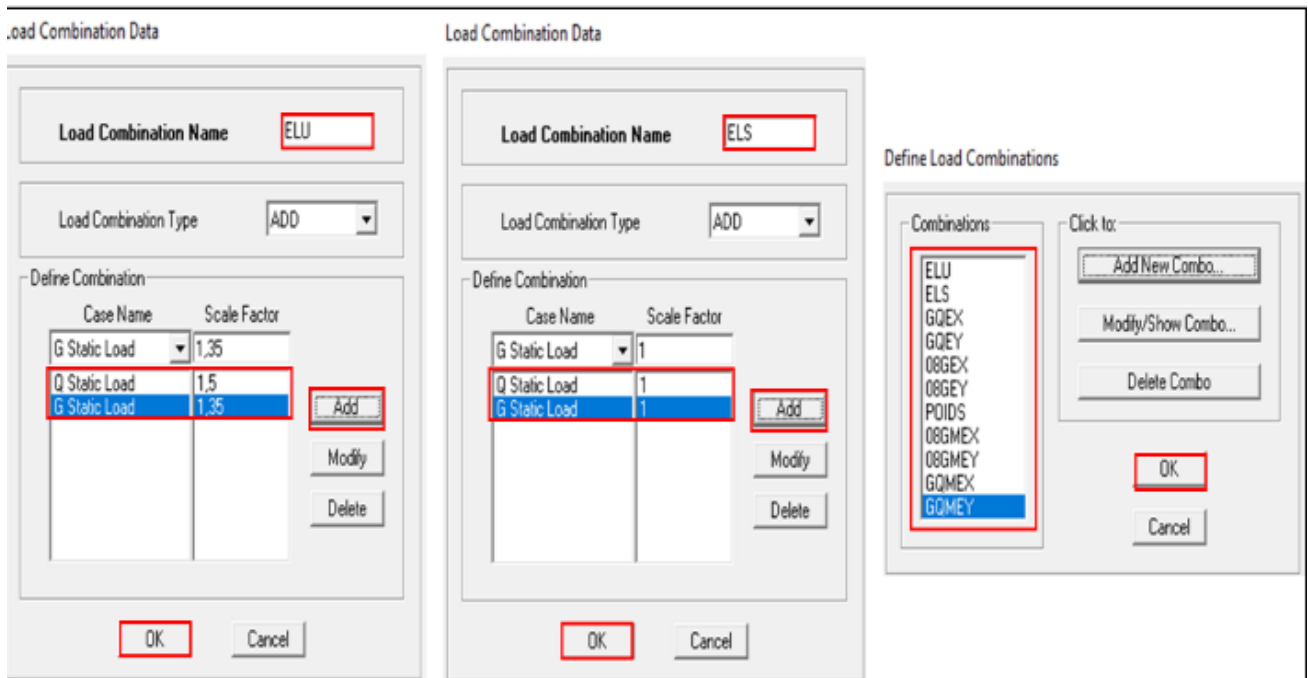 Load Combination Data
Load Combination Name ELU
Load Combination Type ADD
Define Combination
Case Name Scale Factor
G Static Load 1,35
Q Static Load 1,5
G Static Load 1,35
Add
Modify
Delete
OK Cancel
Load Combination Data
Load Combination Name ELS
Load Combination Type ADD
Define Combination
Case Name Scale Factor
G Static Load 1
Q Static Load 1
G Static Load 1
Add
Modify
Delete
OK Cancel
Define Load Combinations
Combinations
ELU
ELS
GQEX
GQEY
08GEX
08GEY
POIDS
08GMEX
08GMEY
GQMEX
GQMEY
Click to:
Add New Combo...
Modify/Show Combo...
Delete Combo
OK
Cancel